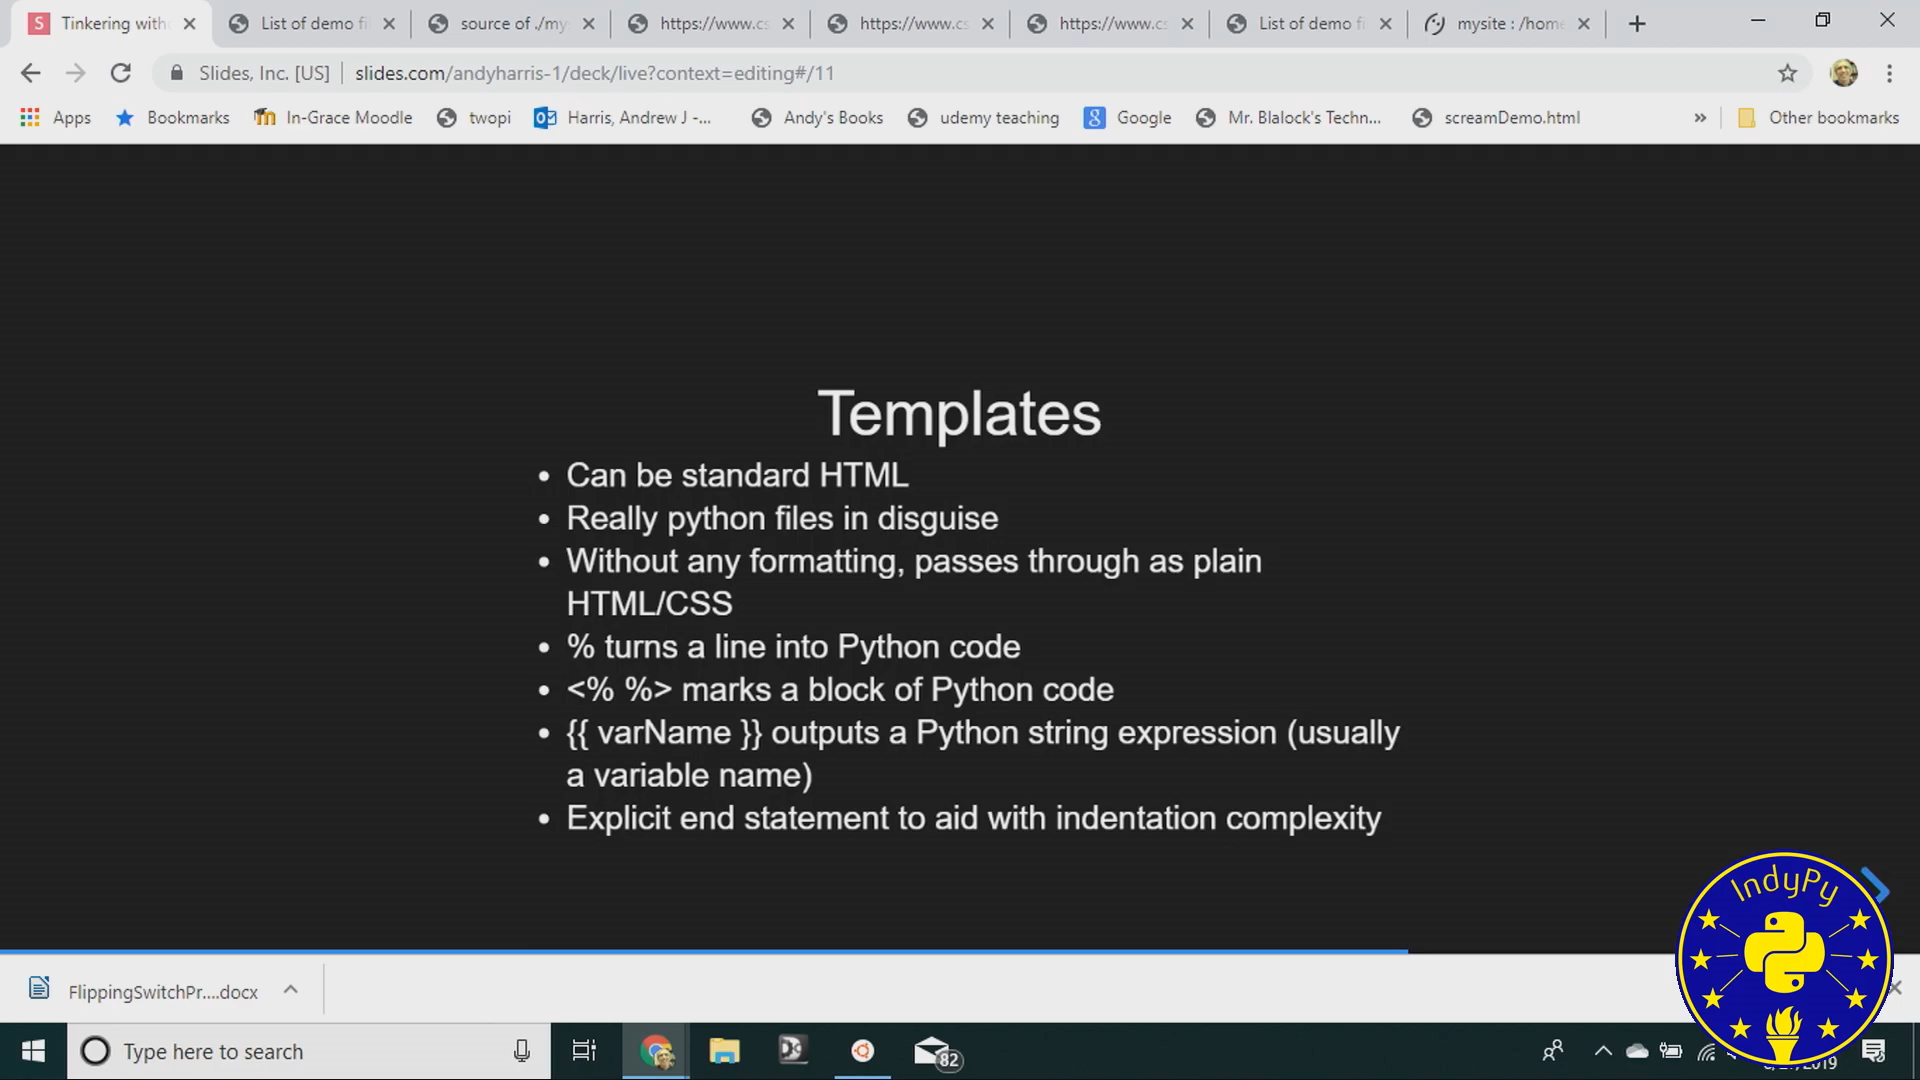 Tinkering with
List of demo fi
source of ./my
https://www.cs
https://www.cs
https://www.cs
List of demo fi
mysite : /home
Slides, Inc. [US]
slides.com/andyharris-1/deck/live?context=editing#/11
Apps
Bookmarks
In-Grace Moodle
twopi
Harris, Andrew J -...
Andy's Books
udemy teaching
Google
Mr. Blalock's Techn...
screamDemo.html
»
Other bookmarks
Templates
• Can be standard HTML
• Really python files in disguise
• Without any formatting, passes through as plain
HTML/CSS
• % turns a line into Python code
• <% %> marks a block of Python code
• {{ varName }} outputs a Python string expression (usually
a variable name)
• Explicit end statement to aid with indentation complexity
IndyPy
FlippingSwitchPr....docx
Type here to search
82